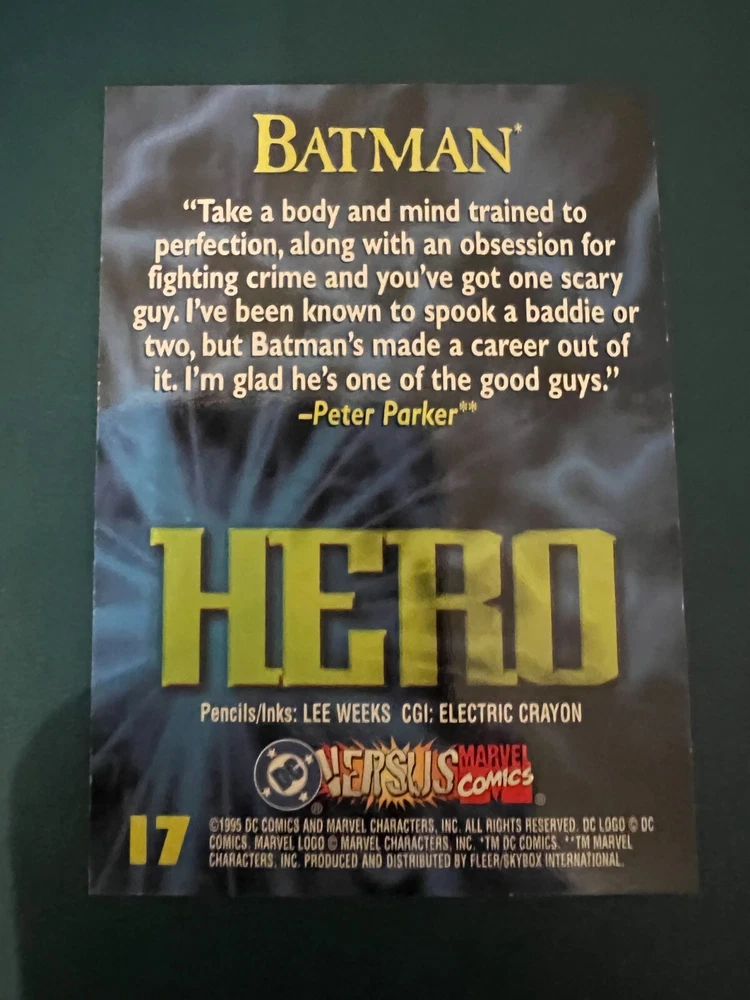 BATMAN*
“Take a body and mind trained to
perfection, along with an obsession for
fighting crime and you’ve got one scary
guy. I’ve been known to spook a baddie or
two, but Batman’s made a career out of
it. I’m glad he’s one of the good guys.”
–Peter Parker**
HERO
Pencils/Inks: LEE WEEKS CGI: ELECTRIC CRAYON
DC VERSUS MARVEL COMICS
17
©1995 DC COMICS AND MARVEL CHARACTERS, INC. ALL RIGHTS RESERVED. DC LOGO © DC
COMICS. MARVEL LOGO © MARVEL CHARACTERS, INC. *TM DC COMICS. **TM MARVEL
CHARACTERS, INC. PRODUCED AND DISTRIBUTED BY FLEER/SKYBOX INTERNATIONAL.